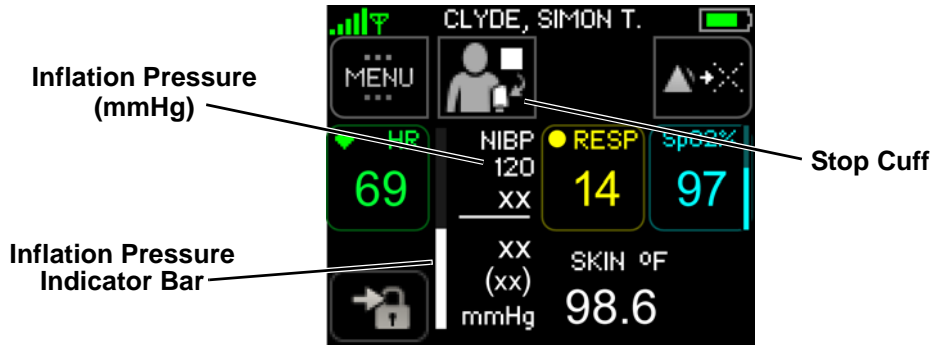 CLYDE, SIMON T.
MENU
Inflation Pressure
(mmHg)
Stop Cuff
HR
69
NIBP
120
xx
RESP
14
SpO2%
97
Inflation Pressure
Indicator Bar
xx
(xx)
mmHg
SKIN ºF
98.6